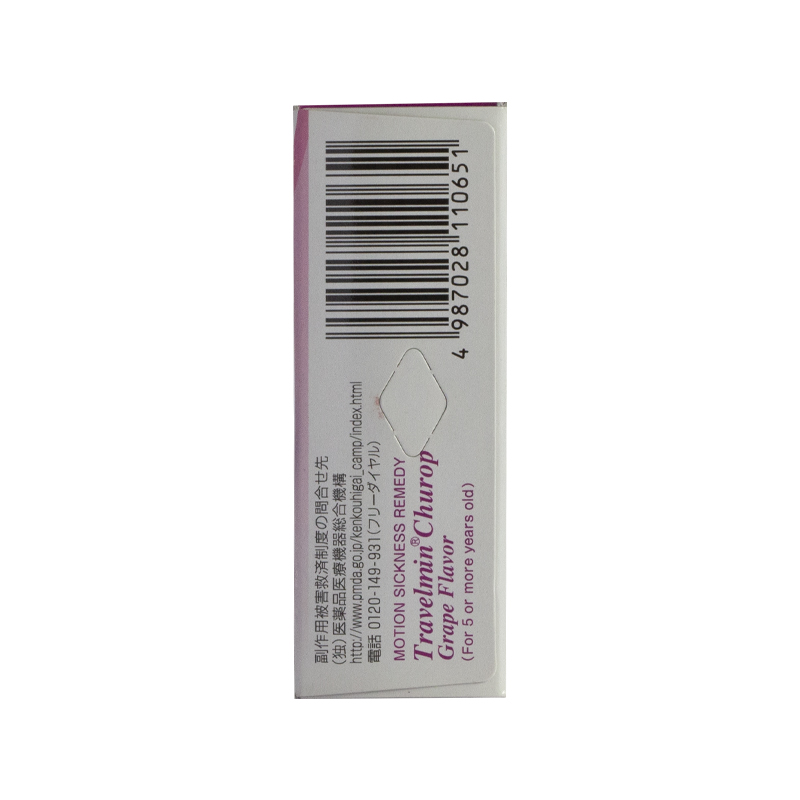 副作用被害救済制度の問合せ先
(独)医薬品医療機器総合機構
http://www.pmda.go.jp/kenkouhigai_camp/index.html
電話 0120-149-931(フリーダイヤル)
MOTION SICKNESS REMEDY
Travelmin® Churop
Grape Flavor
(For 5 or more years old)
4 987028 110651